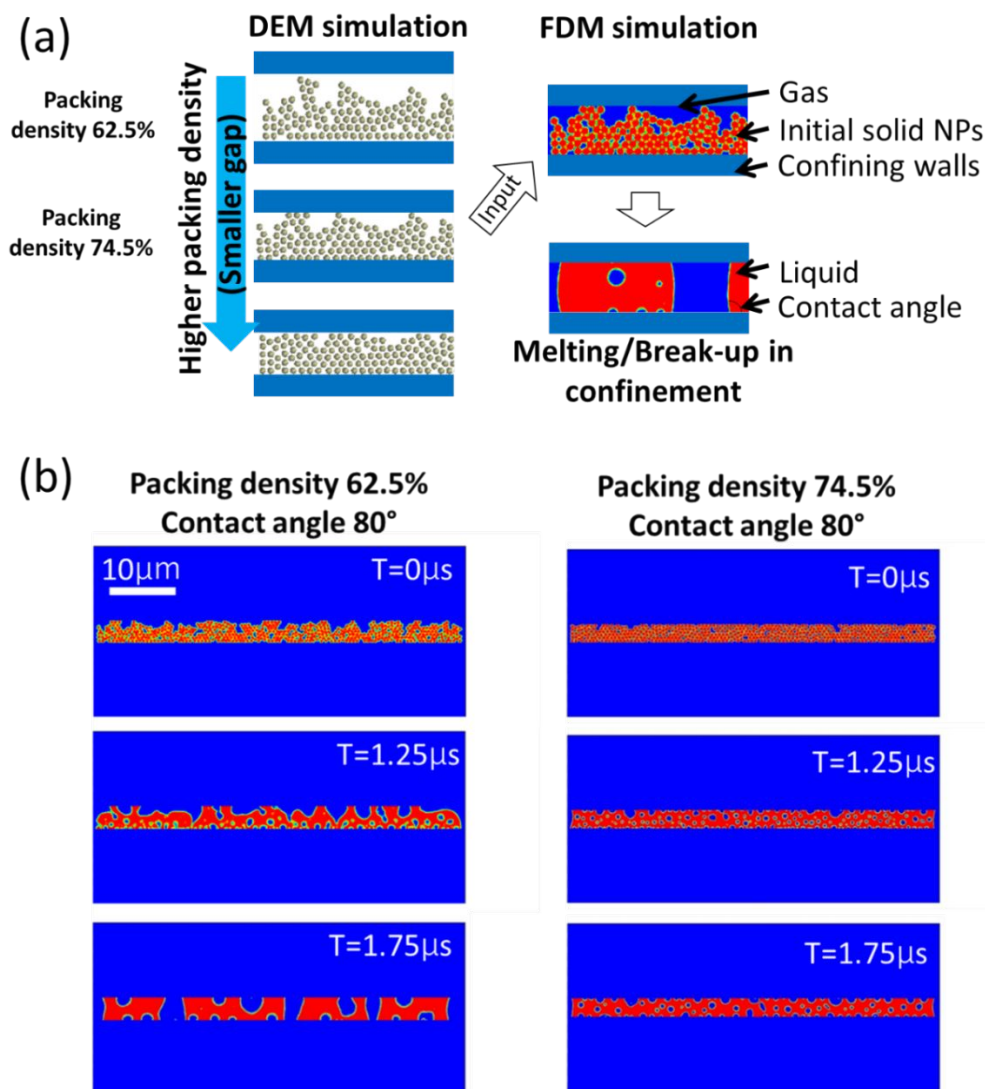 (a)
DEM simulation
FDM simulation
Packing
density 62.5%
Packing
density 74.5%
Higher packing density
(Smaller gap)
Input
Gas
Initial solid NPs
Confining walls
Liquid
Contact angle
Melting/Break-up in
confinement
(b)
Packing density 62.5%
Contact angle 80°
Packing density 74.5%
Contact angle 80°
10µm
T=0µs
T=0µs
T=1.25µs
T=1.25µs
T=1.75µs
T=1.75µs